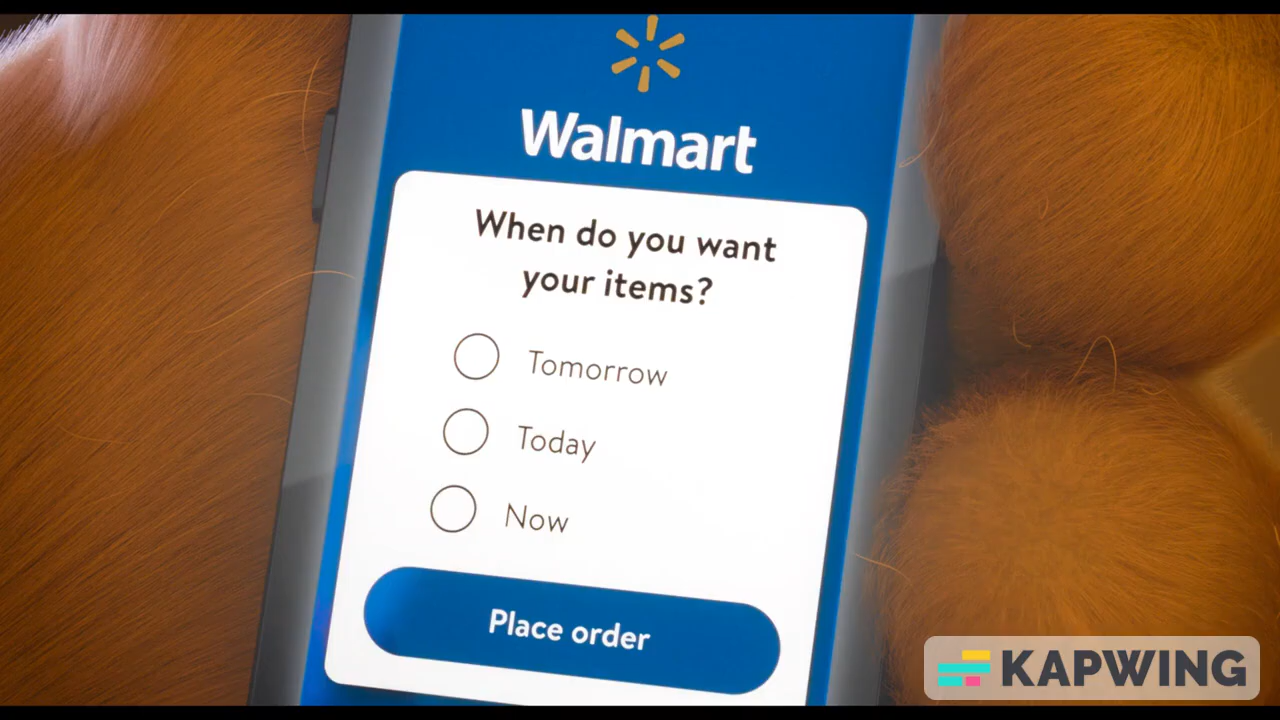 Walmart
When do you want
your items?
Tomorrow
Today
Now
Place order
KAPWING